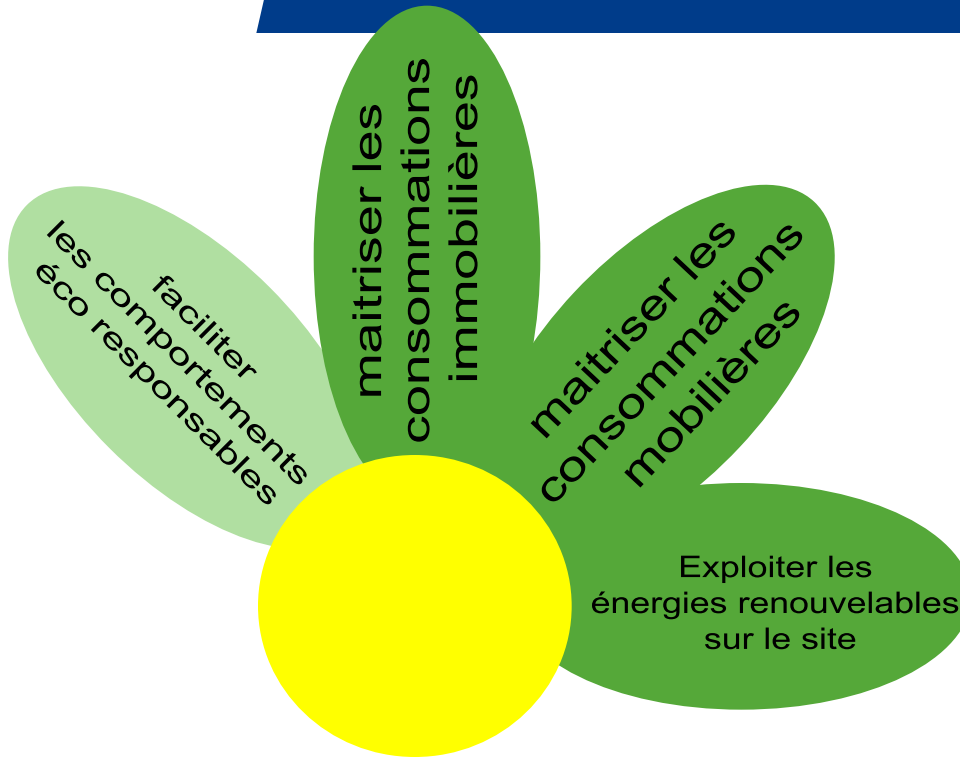 faciliter
les comportements
éco responsables
maitriser les
consommations
immobilières
maitriser les
consommations
mobilières
Exploiter les
énergies renouvelables
sur le site